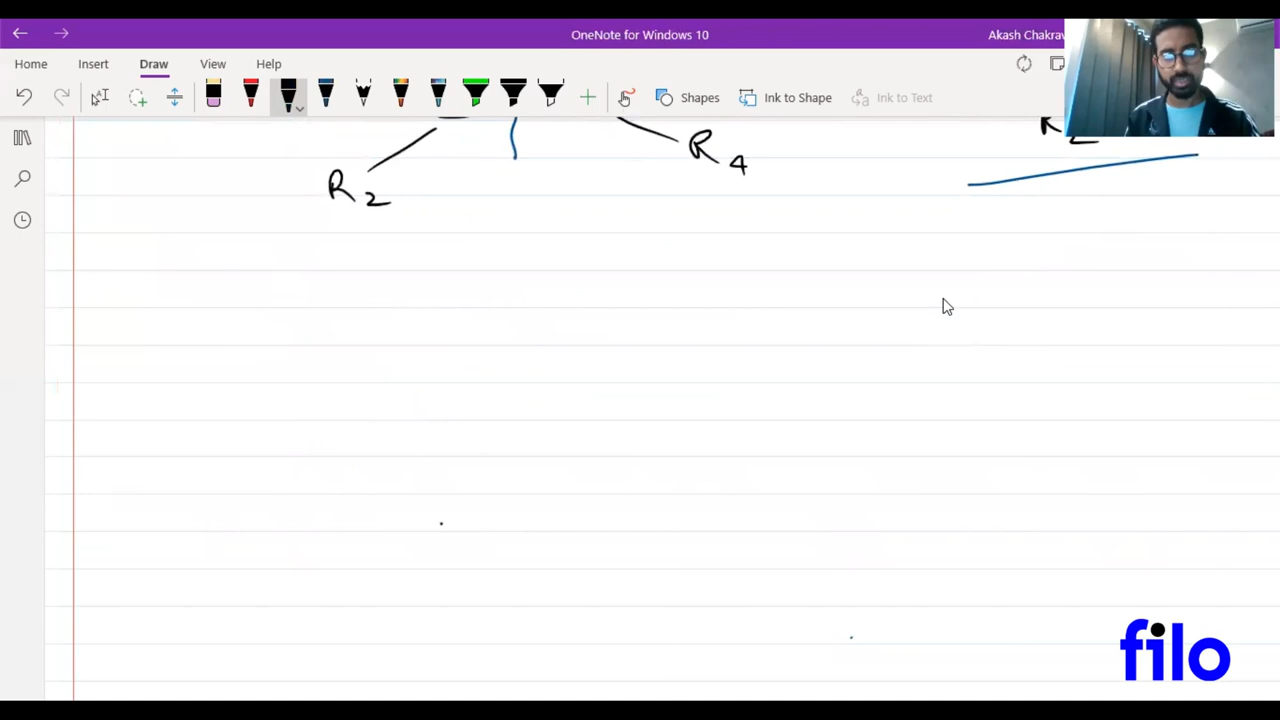 OneNote for Windows 10
Akash Chakrav
Home Insert Draw View Help
Shapes Ink to Shape Ink to Text
R4
R2
filo